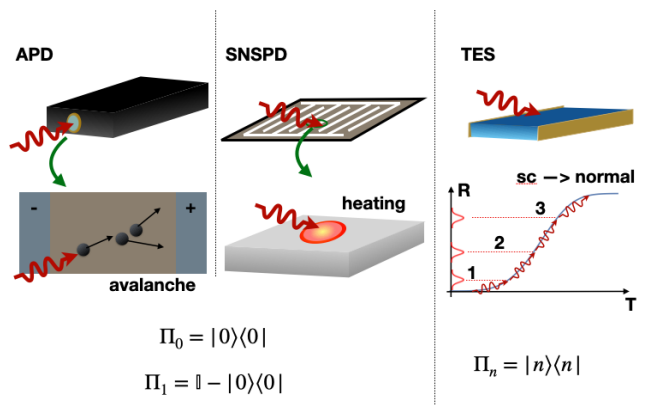 APD
SNSPD
TES
sc —> normal
R
3
2
1
T
- +
avalanche
heating
Π₀ = |0⟩⟨0|
Π₁ = 𝕀 − |0⟩⟨0|
Πₙ = |n⟩⟨n|